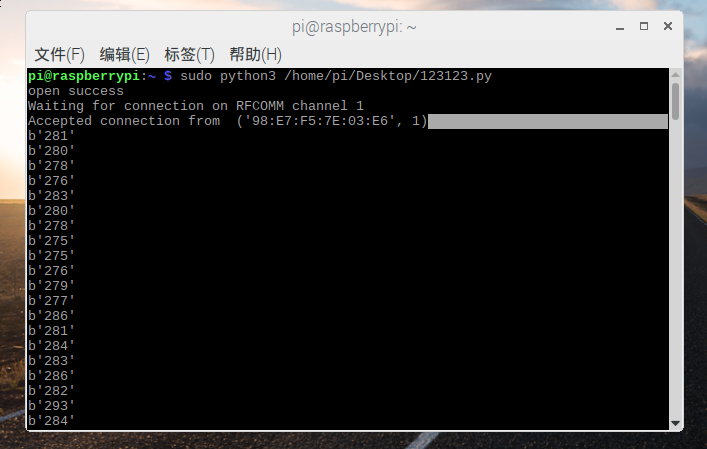 pi@raspberrypi: ~
文件(F) 编辑(E) 标签(T) 帮助(H)
pi@raspberrypi:~ $ sudo python3 /home/pi/Desktop/123123.py
open success
Waiting for connection on RFCOMM channel 1
Accepted connection from  ('98:E7:F5:7E:03:E6', 1)
b'281'
b'280'
b'278'
b'276'
b'283'
b'280'
b'278'
b'275'
b'275'
b'276'
b'279'
b'277'
b'286'
b'281'
b'284'
b'283'
b'286'
b'282'
b'293'
b'284'